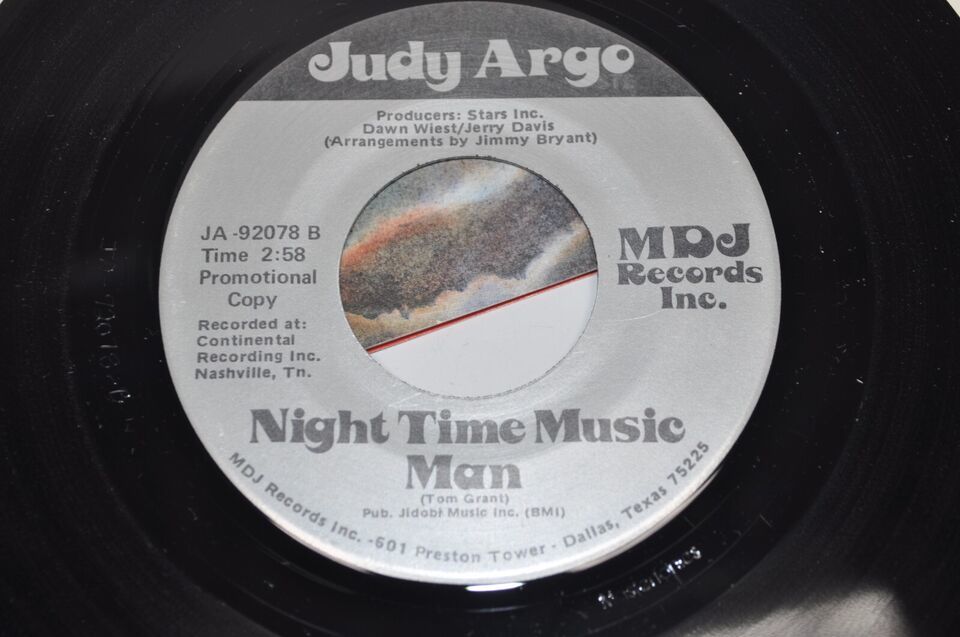 Judy Argo
Producers: Stars Inc.
Dawn Wiest/Jerry Davis
(Arrangements by Jimmy Bryant)
JA-92078 B
Time 2:58
Promotional
Copy
Recorded at:
Continental
Recording Inc.
Nashville, Tn.
MDJ
Records
Inc.
Night Time Music
Man
(Tom Grant)
Pub. Jidobi Music Inc. (BMI)
MDJ Records Inc. -601 Preston Tower - Dallas, Texas 75225